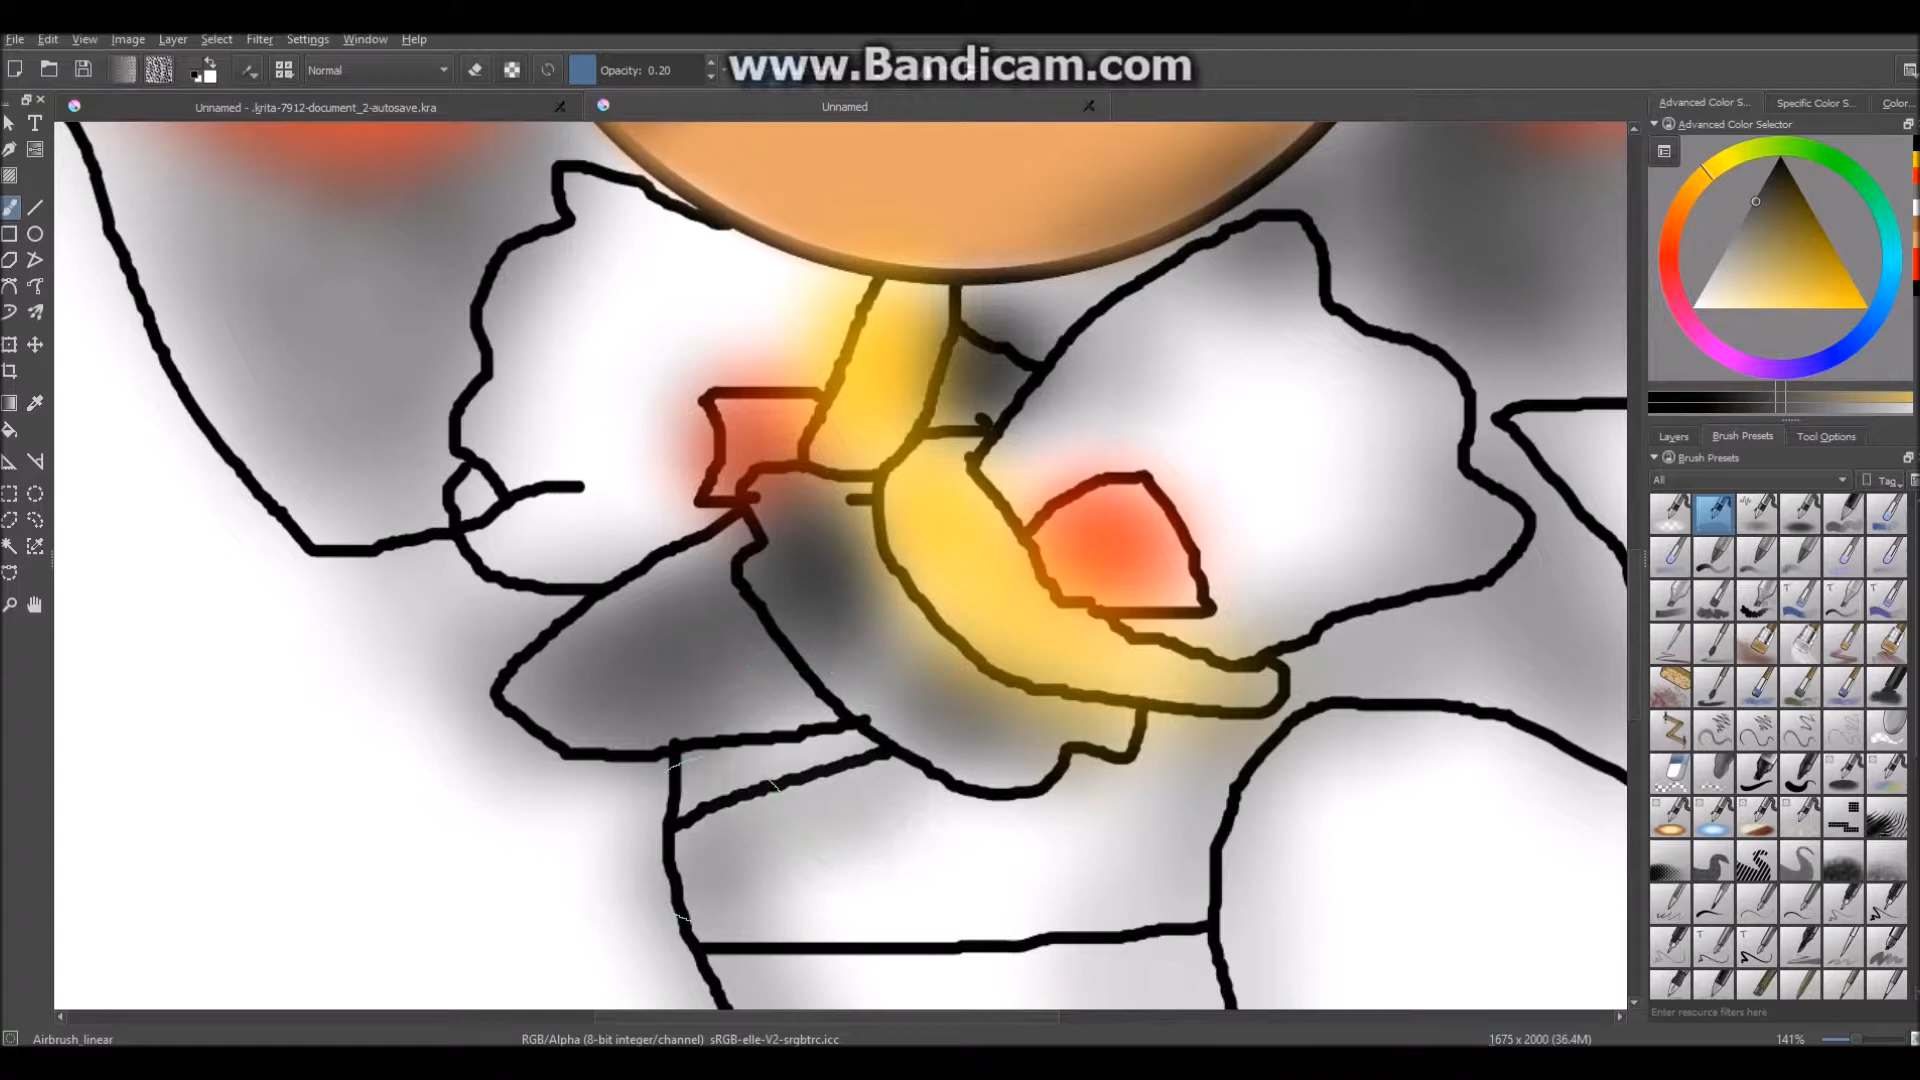 www.Bandicam.com
File Edit View Image Layer Select Filter Settings Window Help
Normal Opacity: 0.20
Unnamed - .krita-7912-document_2-autosave.kra Unnamed
Advanced Color S... Specific Color S... Color...
Advanced Color Selector
Layers Brush Presets Tool Options
Brush Presets
All Tag
Enter resource filters here
Airbrush_linear RGB/Alpha (8-bit integer/channel) sRGB-elle-V2-srgbtrc.icc 1675 x 2000 (36.4M) 141%